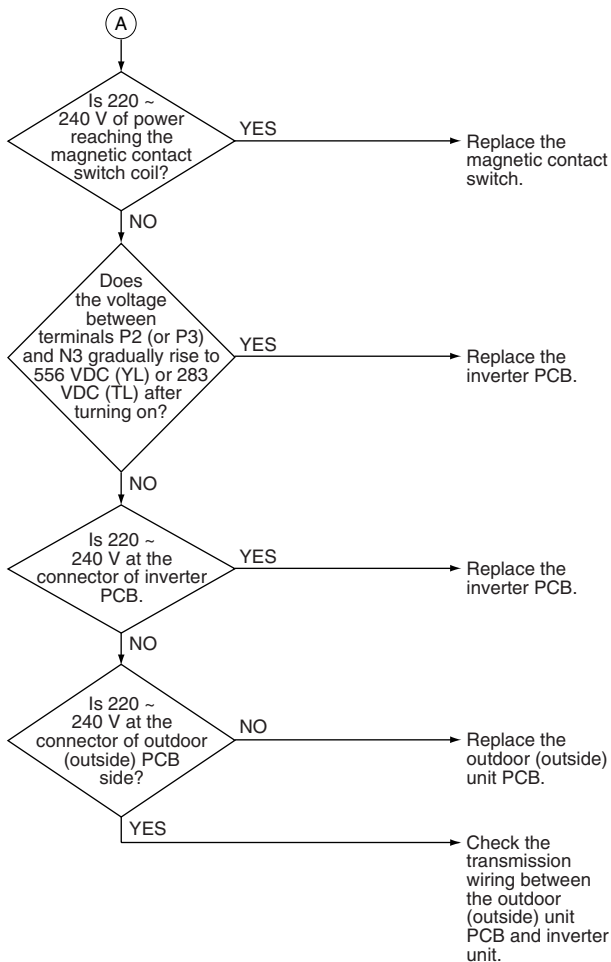 A
Is 220 ~
240 V of power
reaching the
magnetic contact
switch coil?
YES
Replace the
magnetic contact
switch.
NO
Does
the voltage
between
terminals P2 (or P3)
and N3 gradually rise to
556 VDC (YL) or 283
VDC (TL) after
turning on?
YES
Replace the
inverter PCB.
NO
Is 220 ~
240 V at the
connector of inverter
PCB.
YES
Replace the
inverter PCB.
NO
Is 220 ~
240 V at the
connector of outdoor
(outside) PCB
side?
NO
Replace the
outdoor (outside)
unit PCB.
YES
Check the
transmission
wiring between
the outdoor
(outside) unit
PCB and inverter
unit.